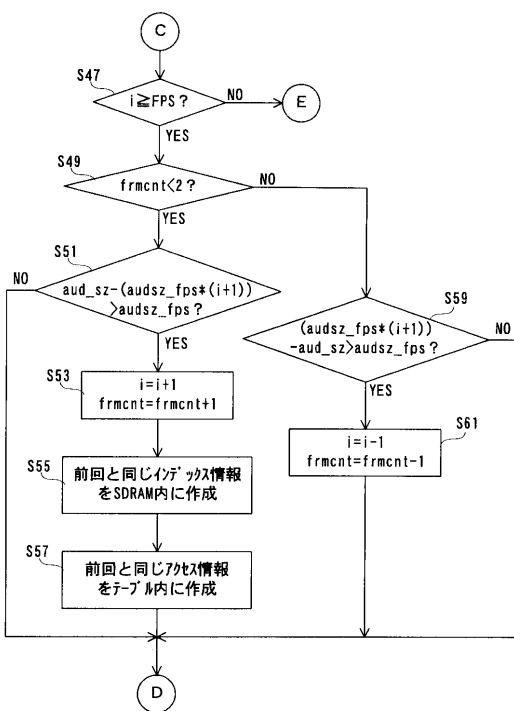 C
S47
i≧FPS?
NO
E
YES
S49
frmcnt<2?
NO
YES
S51
NO
aud_sz-(audsz_fps*(i+1))
>audsz_fps?
YES
S59
(audsz_fps*(i+1))
-aud_sz>audsz_fps?
NO
YES
S53
i=i+1
frmcnt=frmcnt+1
S61
i=i-1
frmcnt=frmcnt-1
S55
前回と同じインデックス情報
をSDRAM内に作成
S57
前回と同じアクセス情報
をテーブル内に作成
D